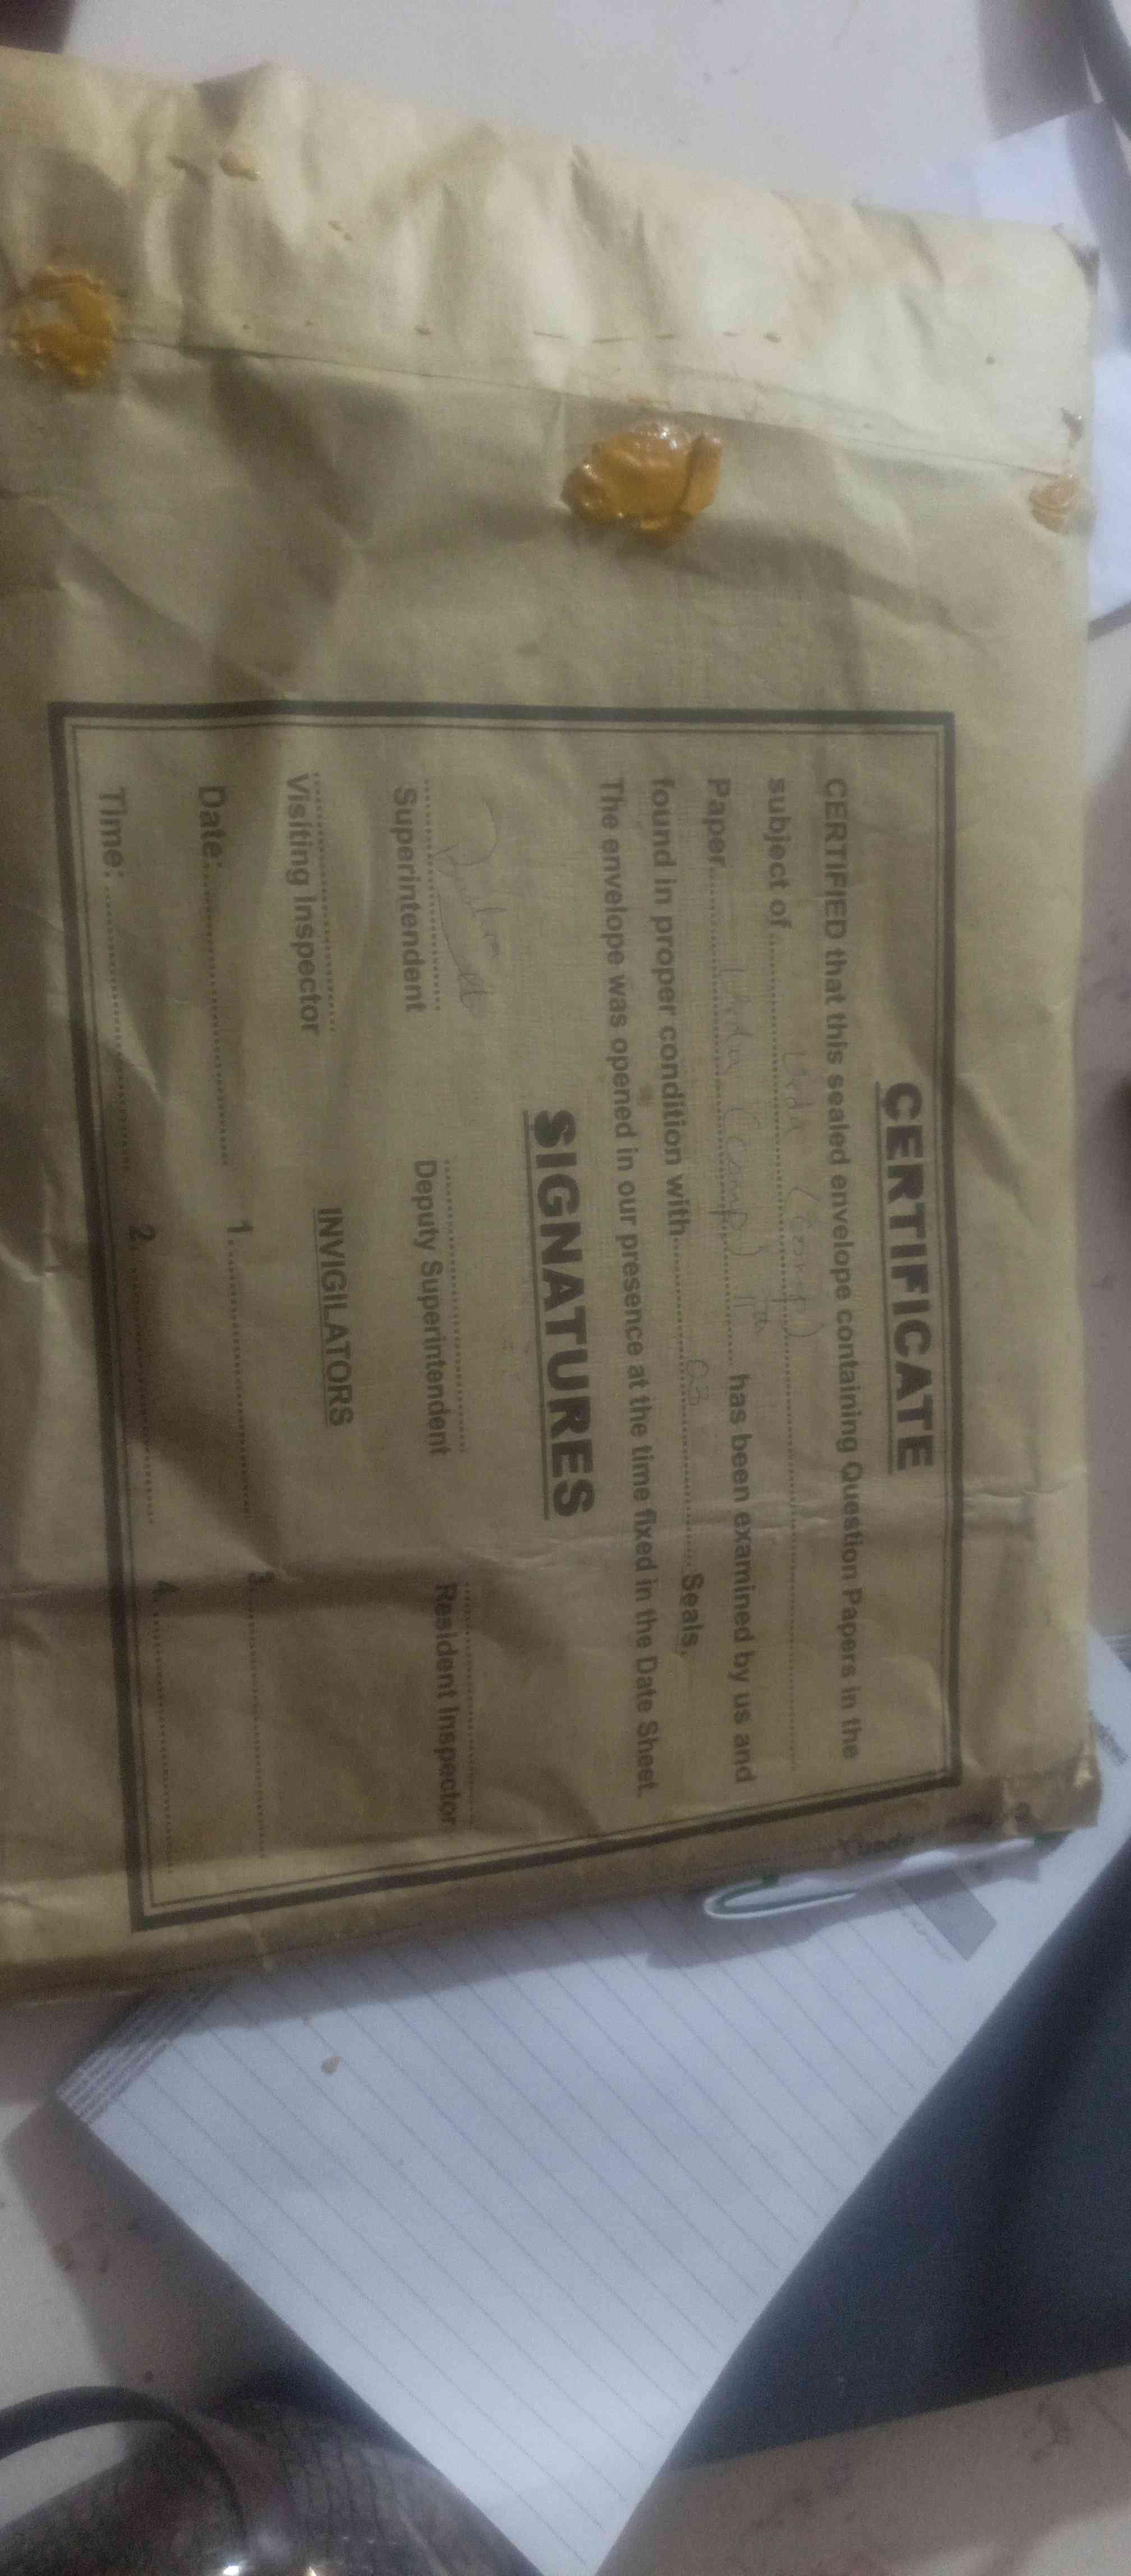 CERTIFICATE
CERTIFIED that this sealed envelope containing Question Papers in the
subject of.......... Urdu (Comp) ..........
Paper.......... Urdu (Comp) 11th .......... has been examined by us and
found in proper condition with.......... 03 ..........Seals.
The envelope was opened in our presence at the time fixed in the Date Sheet.
SIGNATURES
Superintendent Deputy Superintendent Resident Inspector
Visiting Inspector INVIGILATORS
Date:.......... 1........... 3...........
Time:.......... 2........... 4...........